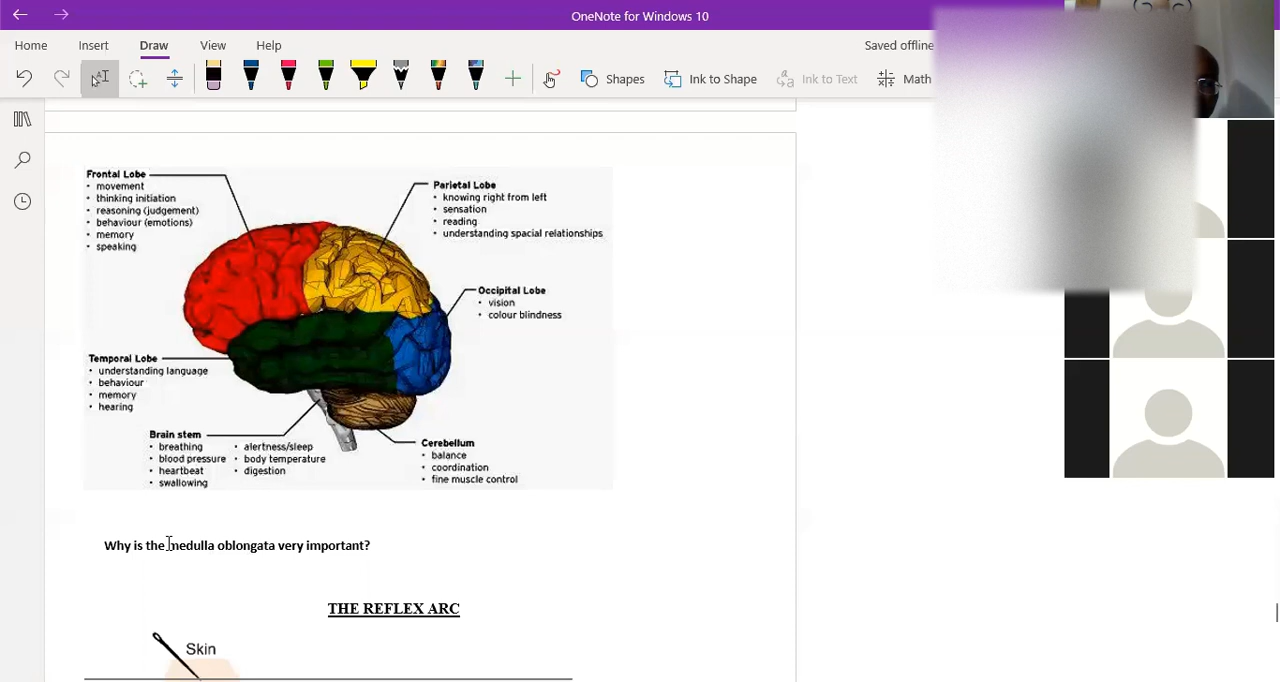 OneNote for Windows 10
Home Insert Draw View Help Saved offline
Shapes Ink to Shape Ink to Text Math
Frontal Lobe
• movement
• thinking initiation
• reasoning (judgement)
• behaviour (emotions)
• memory
• speaking
Parietal Lobe
• knowing right from left
• sensation
• reading
• understanding spacial relationships
Occipital Lobe
• vision
• colour blindness
Temporal Lobe
• understanding language
• behaviour
• memory
• hearing
Brain stem
• breathing • alertness/sleep
• blood pressure • body temperature
• heartbeat • digestion
• swallowing
Cerebellum
• balance
• coordination
• fine muscle control
Why is the medulla oblongata very important?
THE REFLEX ARC
Skin